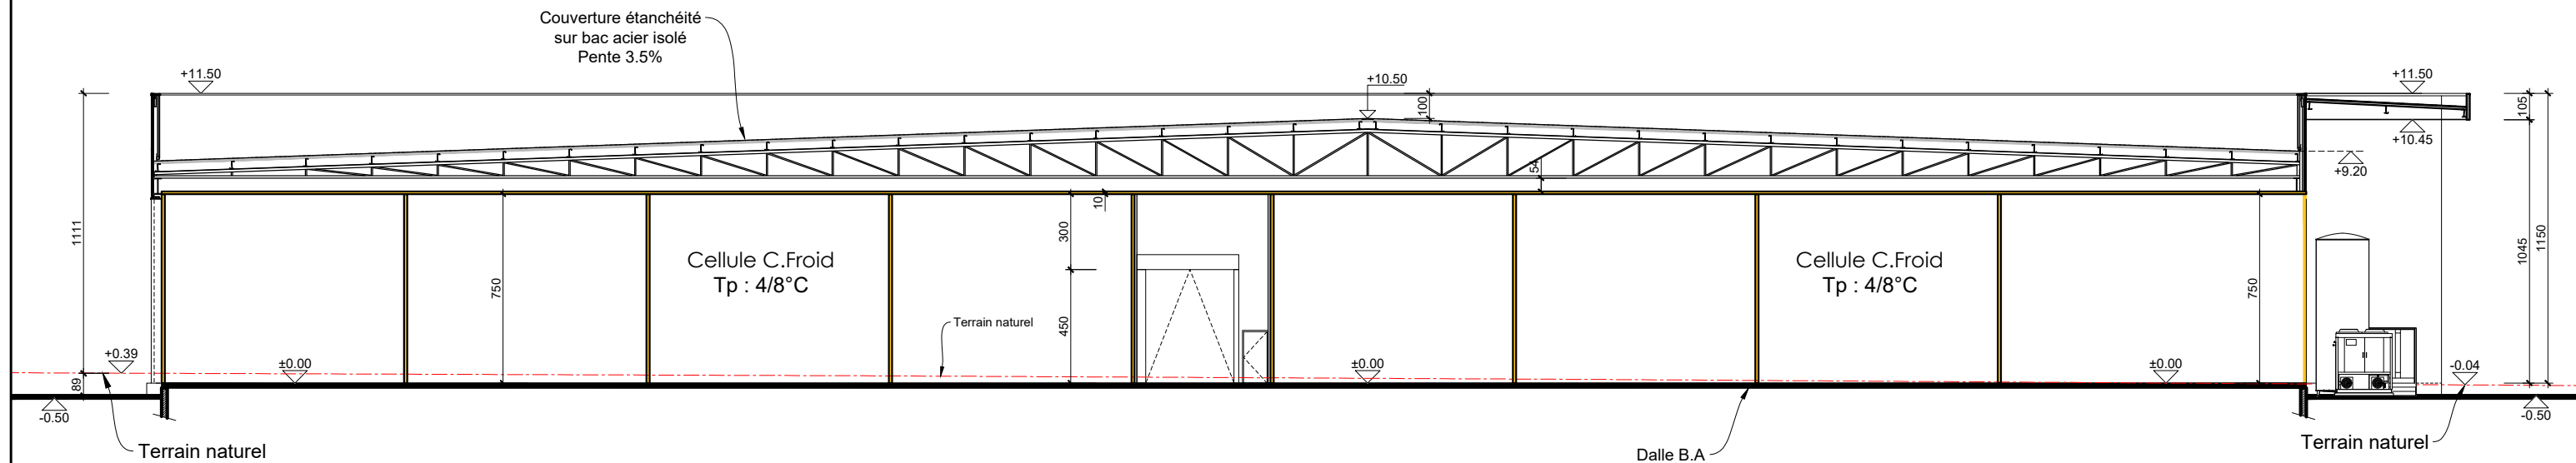 Couverture étanchéité
sur bac acier isolé
Pente 3.5%
+11.50
+10.50
+11.50
100
105
+10.45
+9.20
54
10
1111
300
750
450
750
1045
1150
Cellule C.Froid
Tp : 4/8°C
Cellule C.Froid
Tp : 4/8°C
Terrain naturel
+0.39
±0.00
±0.00
±0.00
-0.04
89
-0.50
-0.50
Terrain naturel
Dalle B.A
Terrain naturel